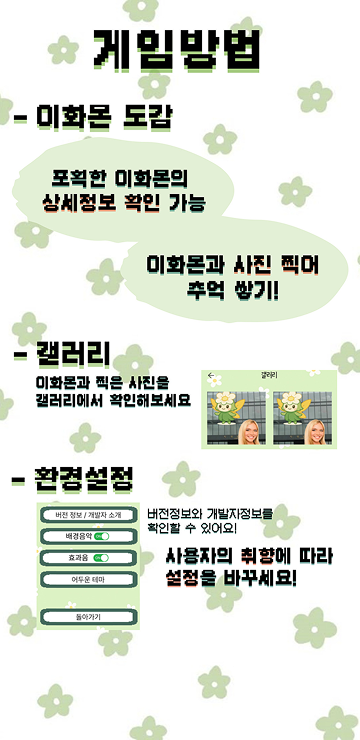 게임방법
- 이화몬 도감
포획한 이화몬의
상세정보 확인 가능
이화몬과 사진 찍어
추억 쌓기!
- 갤러리
이화몬과 찍은 사진을
갤러리에서 확인해보세요
← 갤러리
- 환경설정
버전 정보 / 개발자 소개
배경음악
효과음
어두운 테마
돌아가기
버전정보와 개발자정보를
확인할 수 있어요!
사용자의 취향에 따라
설정을 바꾸세요!